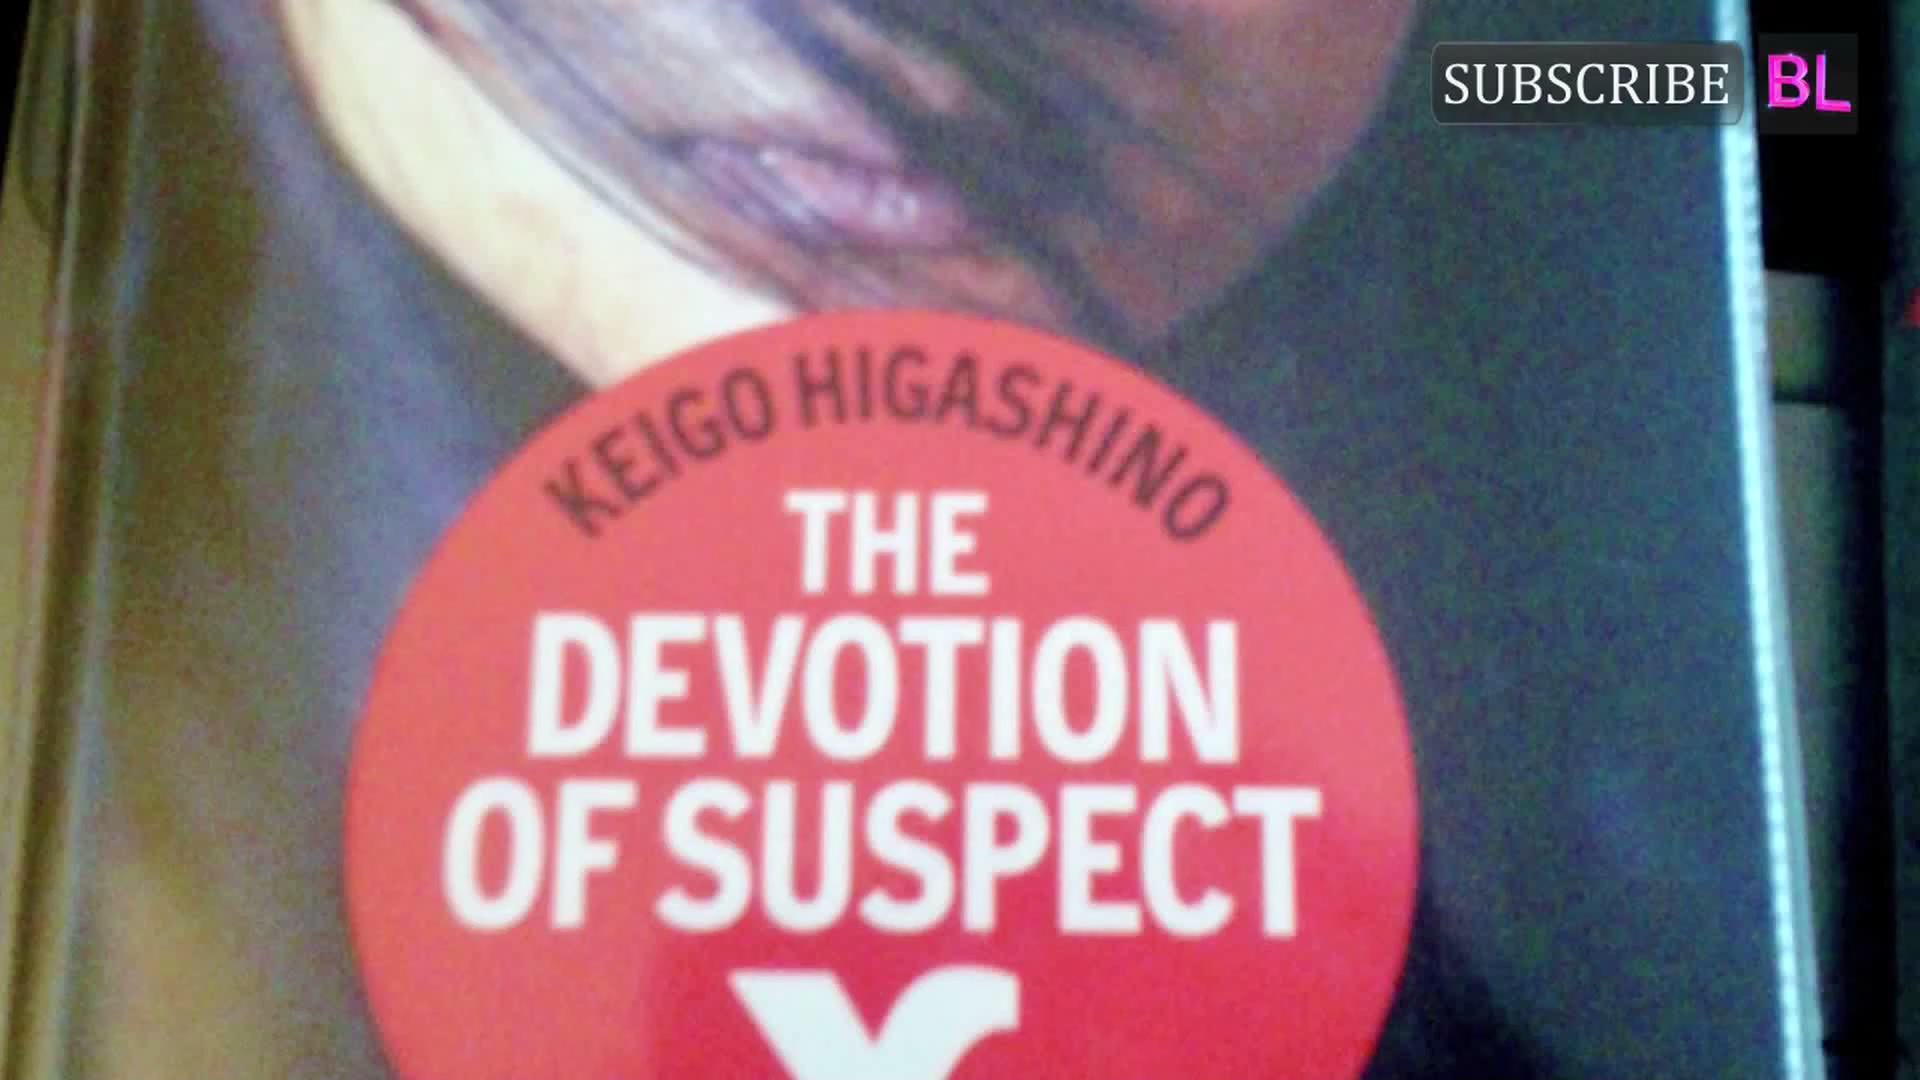 SUBSCRIBE BL
KEIGO HIGASHINO
THE
DEVOTION
OF SUSPECT
X